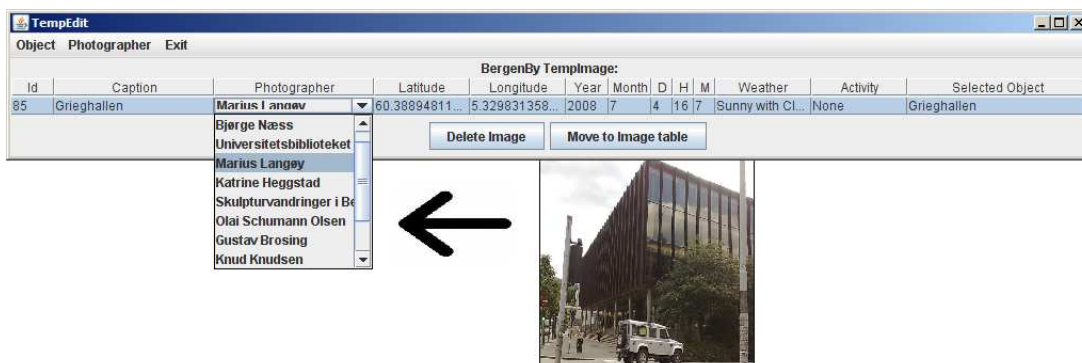 TempEdit
Object Photographer Exit
BergenBy TempImage:
Id Caption Photographer Latitude Longitude Year Month D H M Weather Activity Selected Object
85 Grieghallen Marius Langøy 60.38894811... 5.329831358... 2008 7 4 16 7 Sunny with Cl... None Grieghallen
Bjørge Næss
Universitetsbiblioteket
Marius Langøy
Katrine Heggstad
Skulpturvandringer i Be
Olai Schumann Olsen
Gustav Brosing
Knud Knudsen
Delete Image Move to Image table